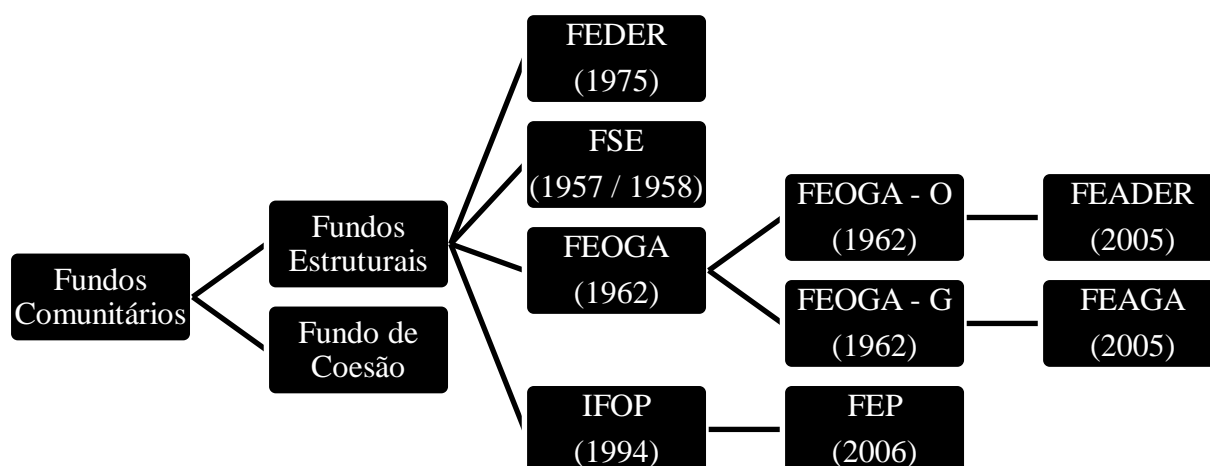 FEDER
(1975)
FSE
(1957 / 1958)
FEOGA - O
(1962)
FEADER
(2005)
Fundos
Estruturais
FEOGA
(1962)
Fundos
Comunitários
FEOGA - G
(1962)
FEAGA
(2005)
Fundo de
Coesão
IFOP
(1994)
FEP
(2006)